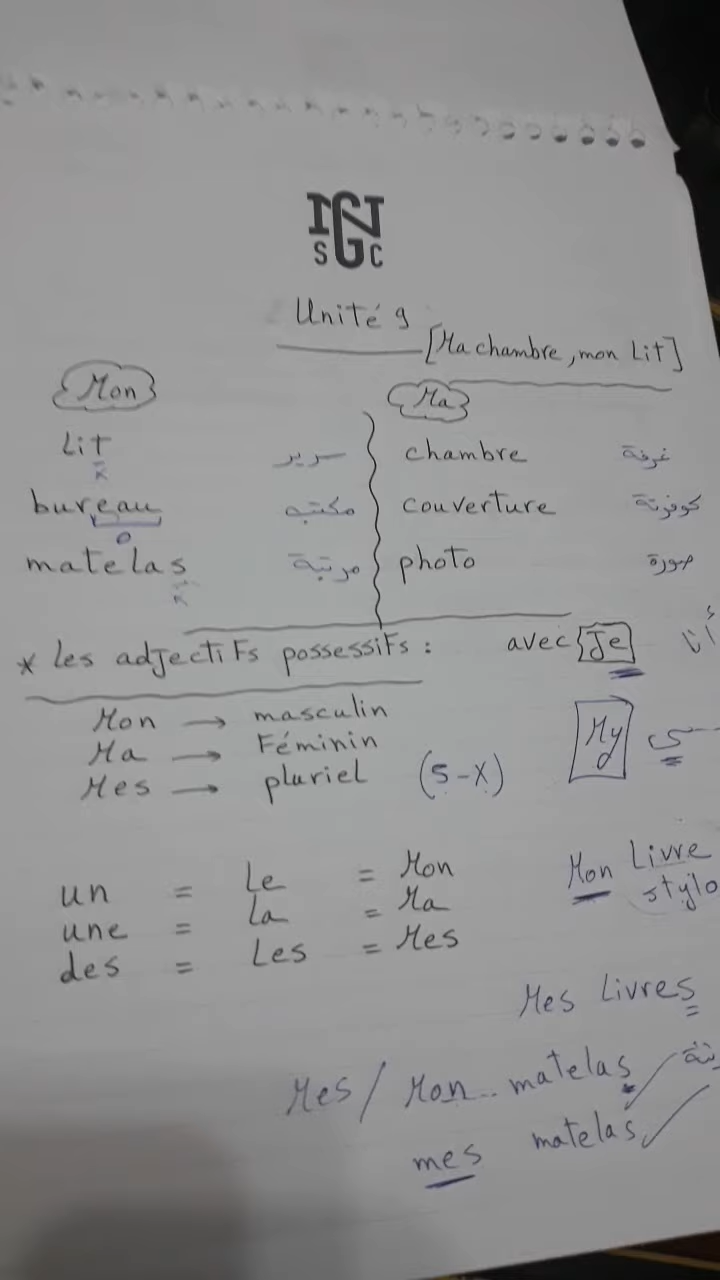 IGNT
SGC
Unité 9
[Ma chambre, mon Lit]
Mon Ma
Lit سرير chambre غرفة
x
bureau مكتب couverture كوفرتة
o
matelas مرتبة photo صورة
x
* Les adjectifs possessifs : avec Je أنا
Mon → masculin
Ma → Féminin My ى
Mes → pluriel (s-x)
un = Le = Mon Mon Livre
une = la = Ma stylo
des = Les = Mes
Mes Livres
Mes / Mon .. matelas
mes matelas